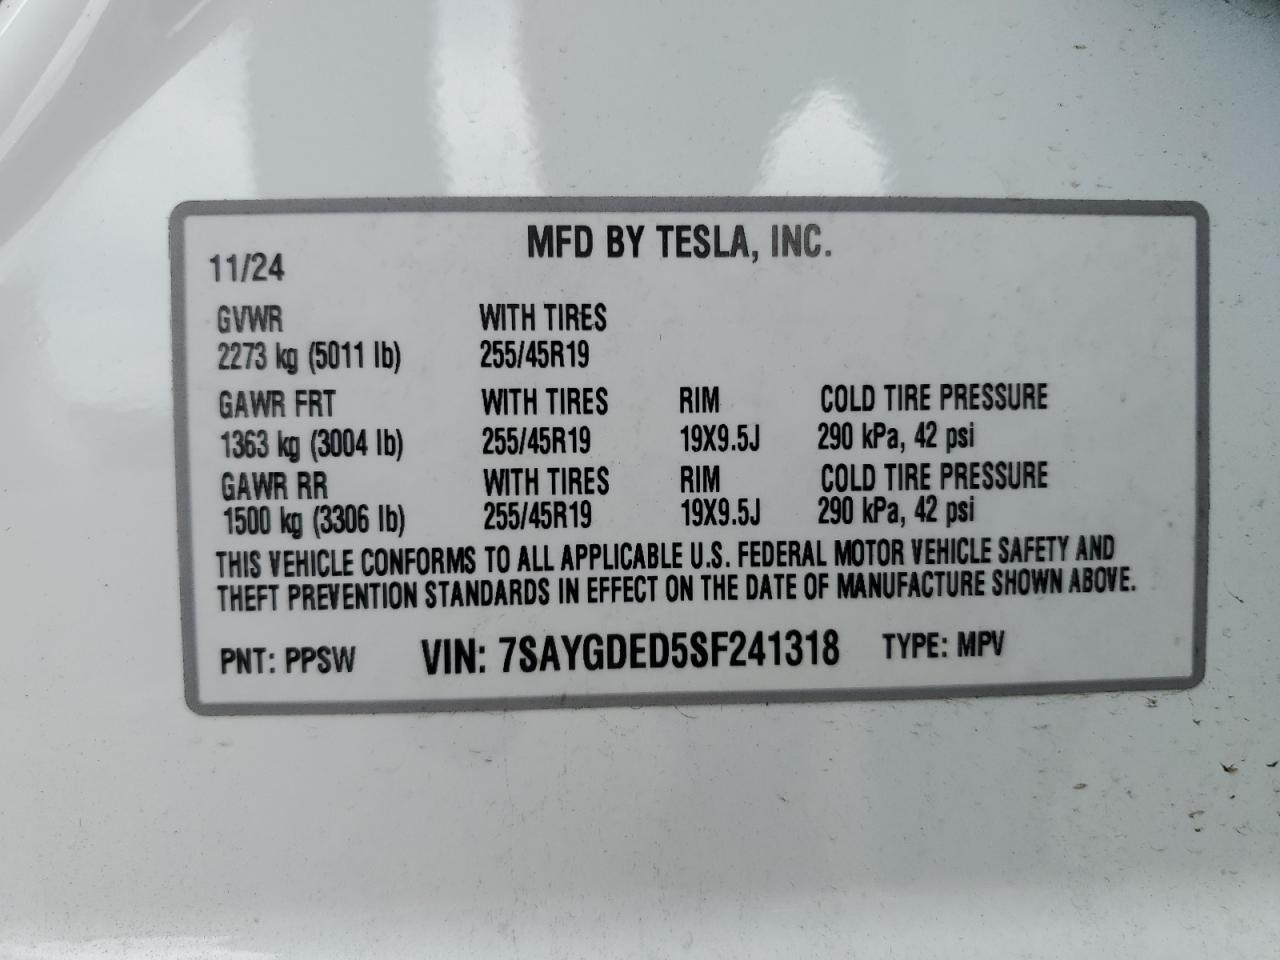 MFD BY TESLA, INC.
11/24
GVWR WITH TIRES
2273 kg (5011 lb) 255/45R19
GAWR FRT WITH TIRES RIM COLD TIRE PRESSURE
1363 kg (3004 lb) 255/45R19 19X9.5J 290 kPa, 42 psi
GAWR RR WITH TIRES RIM COLD TIRE PRESSURE
1500 kg (3306 lb) 255/45R19 19X9.5J 290 kPa, 42 psi
THIS VEHICLE CONFORMS TO ALL APPLICABLE U.S. FEDERAL MOTOR VEHICLE SAFETY AND
THEFT PREVENTION STANDARDS IN EFFECT ON THE DATE OF MANUFACTURE SHOWN ABOVE.
PNT: PPSW VIN: 7SAYGDED5SF241318 TYPE: MPV